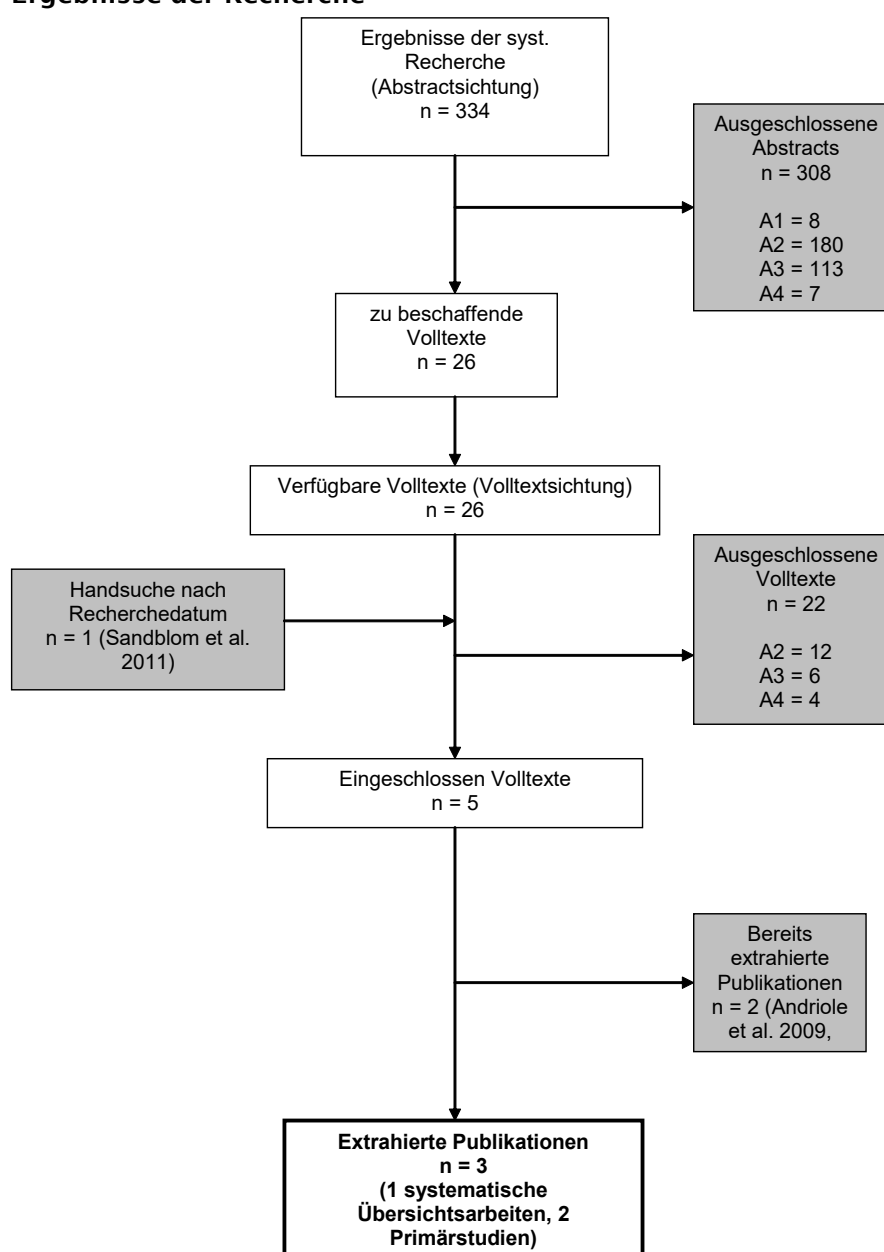 Ergebnisse der Recherche
Ergebnisse der syst.
Recherche
(Abstractsichtung)
n = 334
Ausgeschlossene
Abstracts
n = 308
A1 = 8
A2 = 180
A3 = 113
A4 = 7
zu beschaffende
Volltexte
n = 26
Verfügbare Volltexte (Volltextsichtung)
n = 26
Handsuche nach
Recherchedatum
n = 1 (Sandblom et al.
2011)
Ausgeschlossene
Volltexte
n = 22
A2 = 12
A3 = 6
A4 = 4
Eingeschlossen Volltexte
n = 5
Bereits
extrahierte
Publikationen
n = 2 (Andriole
et al. 2009,
Extrahierte Publikationen
n = 3
(1 systematische
Übersichtsarbeiten, 2
Primärstudien)